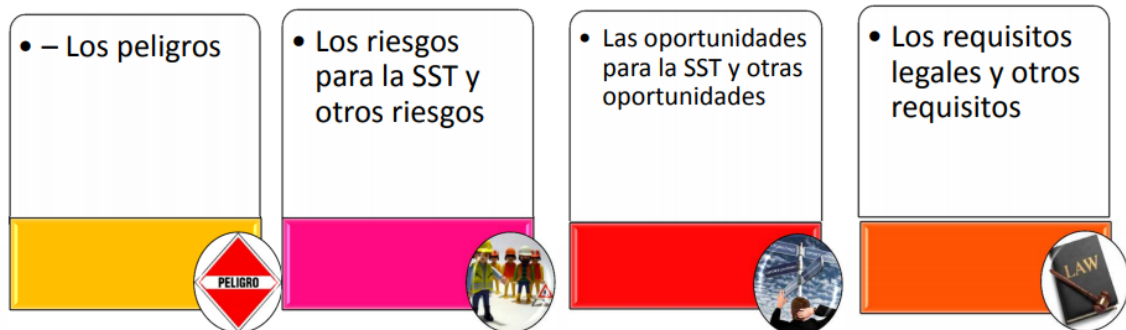 • – Los peligros
• Los riesgos
para la SST y
otros riesgos
• Las oportunidades
para la SST y otras
oportunidades
• Los requisitos
legales y otros
requisitos
PELIGRO
LAW